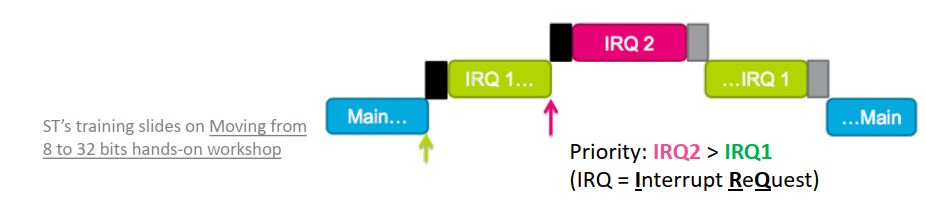 IRQ 2
IRQ 1...
...IRQ 1
Main...
...Main
ST's training slides on Moving from
8 to 32 bits hands-on workshop
Priority: IRQ2 > IRQ1
(IRQ = Interrupt ReQuest)